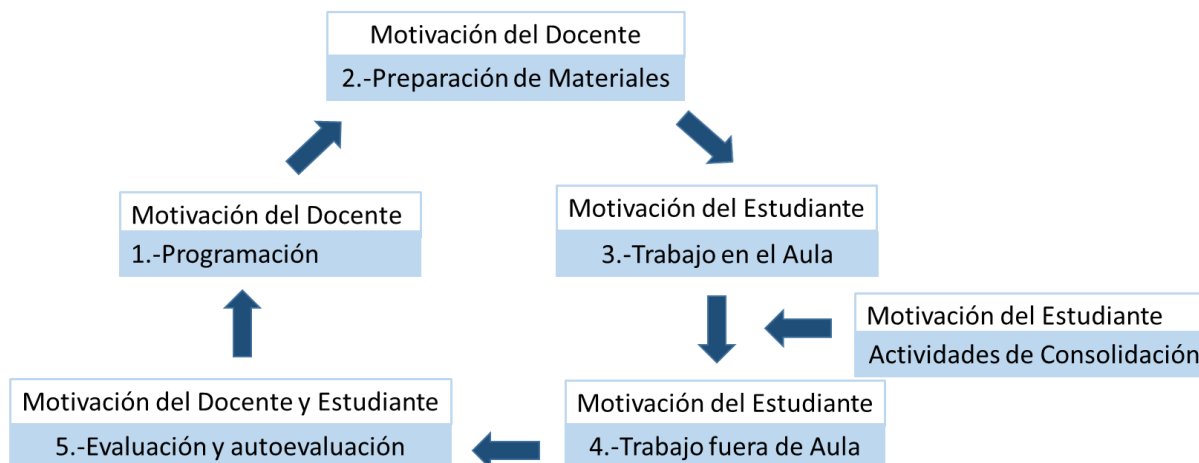 Motivación del Docente
2.-Preparación de Materiales
Motivación del Docente
1.-Programación
Motivación del Estudiante
3.-Trabajo en el Aula
Motivación del Estudiante
Actividades de Consolidación
Motivación del Docente y Estudiante
5.-Evaluación y autoevaluación
Motivación del Estudiante
4.-Trabajo fuera de Aula